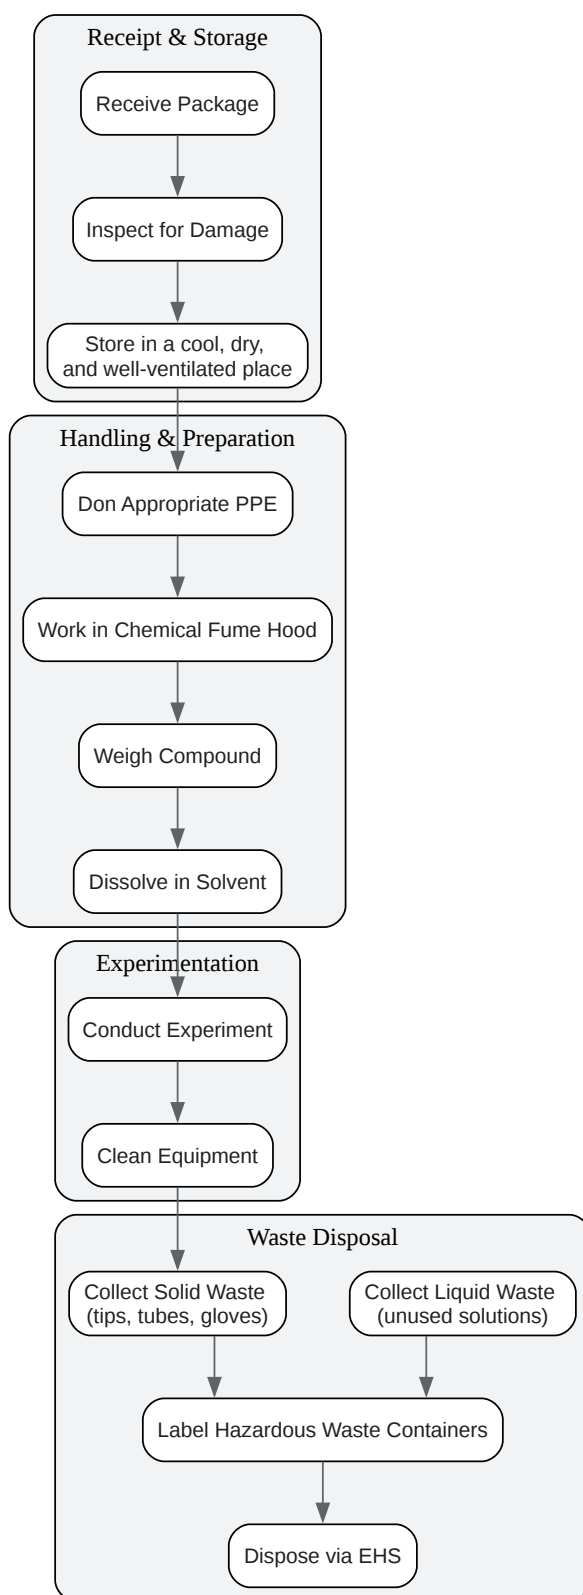 Receipt & Storage
Receive Package
Inspect for Damage
Store in a cool, dry,
and well-ventilated place
Handling & Preparation
Don Appropriate PPE
Work in Chemical Fume Hood
Weigh Compound
Dissolve in Solvent
Experimentation
Conduct Experiment
Clean Equipment
Waste Disposal
Collect Solid Waste
(tips, tubes, gloves)
Collect Liquid Waste
(unused solutions)
Label Hazardous Waste Containers
Dispose via EHS